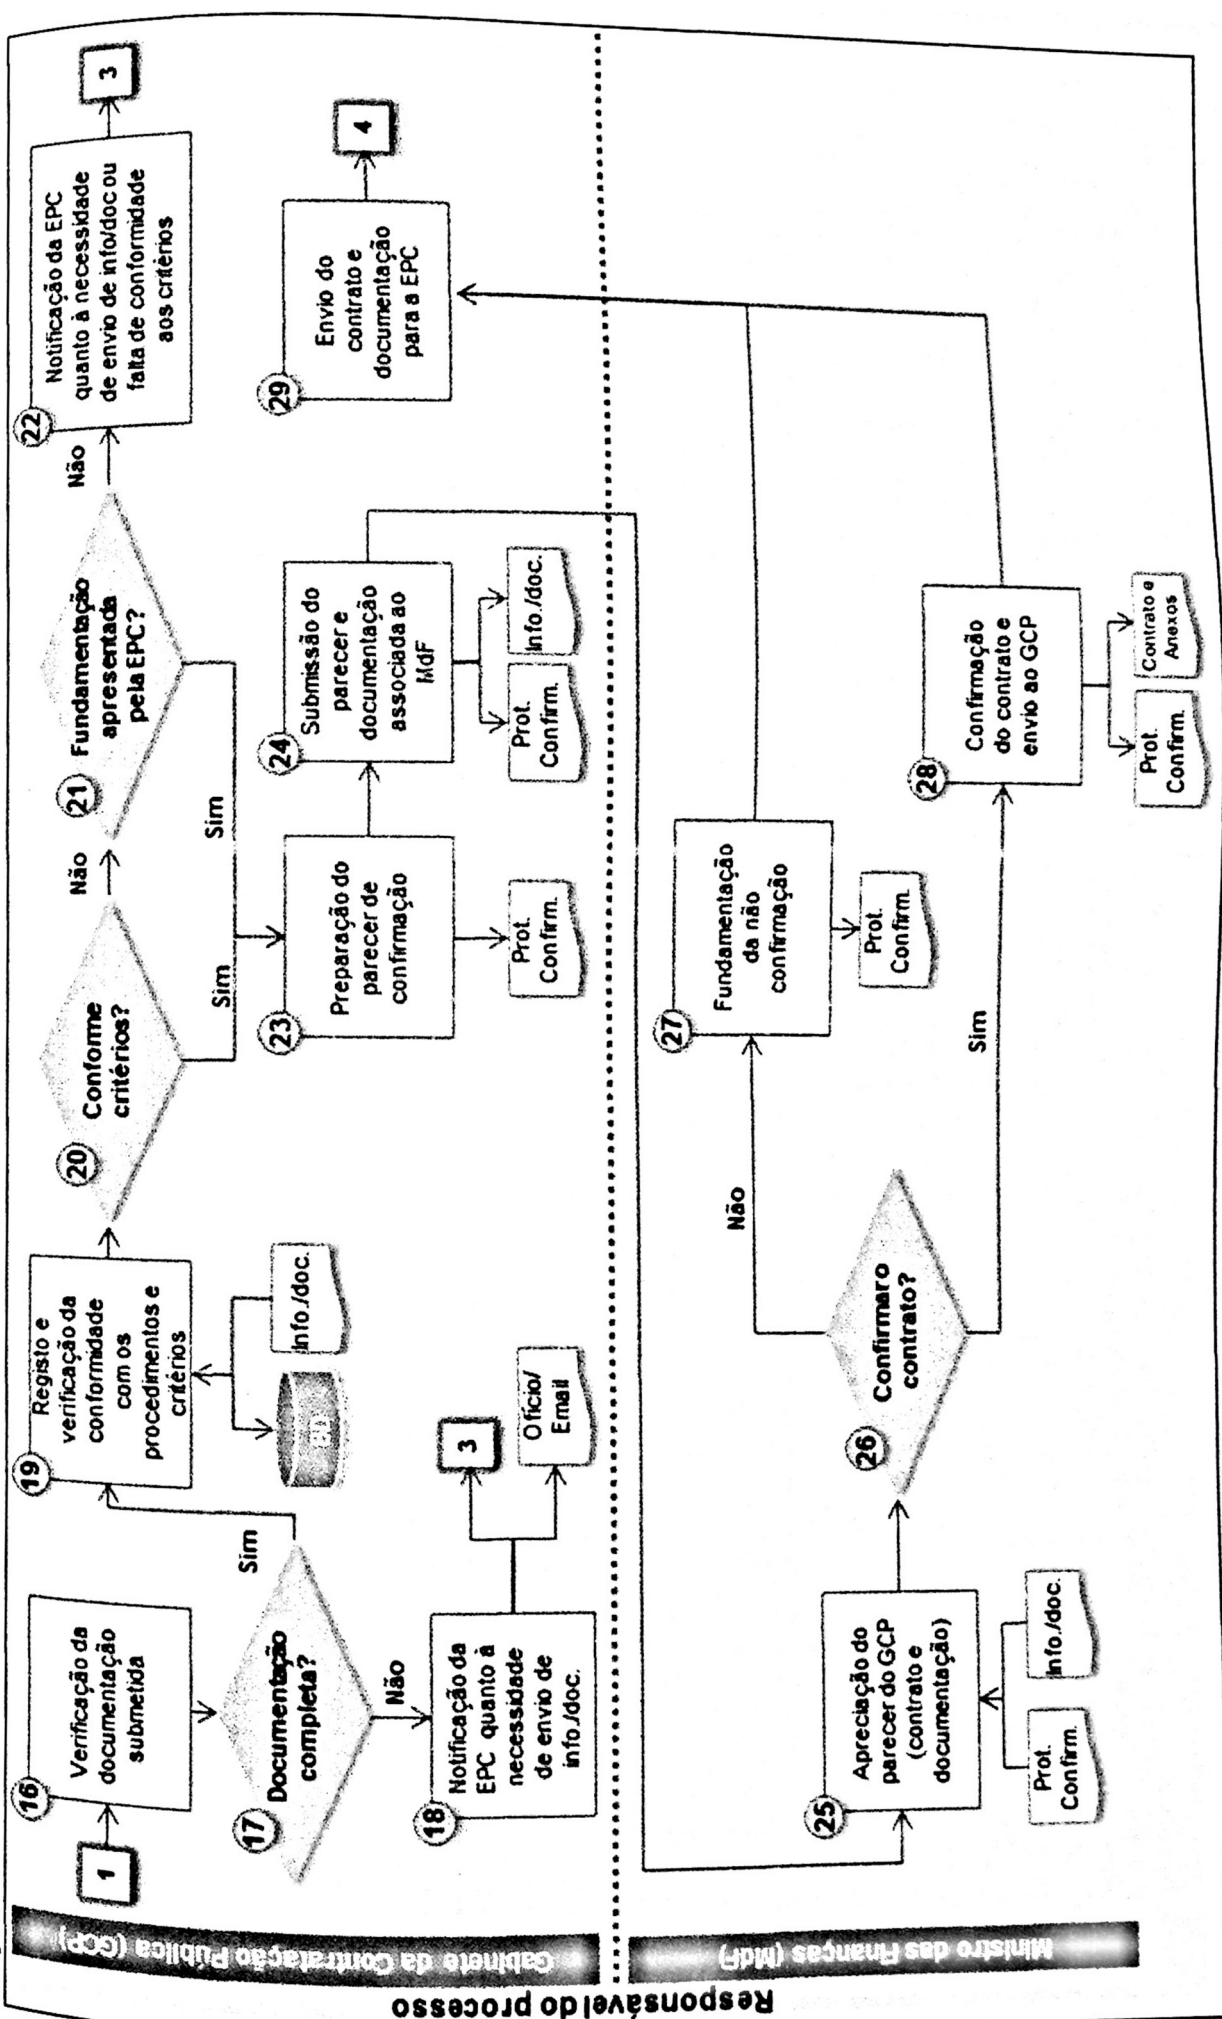 Responsável do processo
Gabinete da Contratação Pública (GCP)
1
16
Verificação da
documentação
submetida
17
Documentação
completa?
Sim
Não
18
Notificação da
EPC quanto à
necessidade
de envio de
info./doc.
3
Ofício/
Email
19
Registo e
verificação da
conformidade
com os
procedimentos e
critérios
BD
Info./doc.
20
Conforme
critérios?
Não
Sim
21
Fundamentação
apresentada
pela EPC?
Não
Sim
22
Notificação da EPC
quanto à necessidade
de envio de info/doc ou
falta de conformidade
aos critérios
3
23
Preparação do
parecer de
confirmação
Prot.
Confirm.
24
Submissão do
parecer e
documentação
associada ao
MdF
Prot.
Confirm.
Info./doc.
29
Envio do
contrato e
documentação
para a EPC
4
Ministro das Finanças (MdF)
25
Apreciação do
parecer do GCP
(contrato e
documentação)
Prot.
Confirm.
Info./doc.
26
Confirmar o
contrato?
Não
Sim
27
Fundamentação
da não
confirmação
Prot.
Confirm.
28
Confirmação
do contrato e
envio ao GCP
Prot.
Confirm.
Contrato e
Anexos